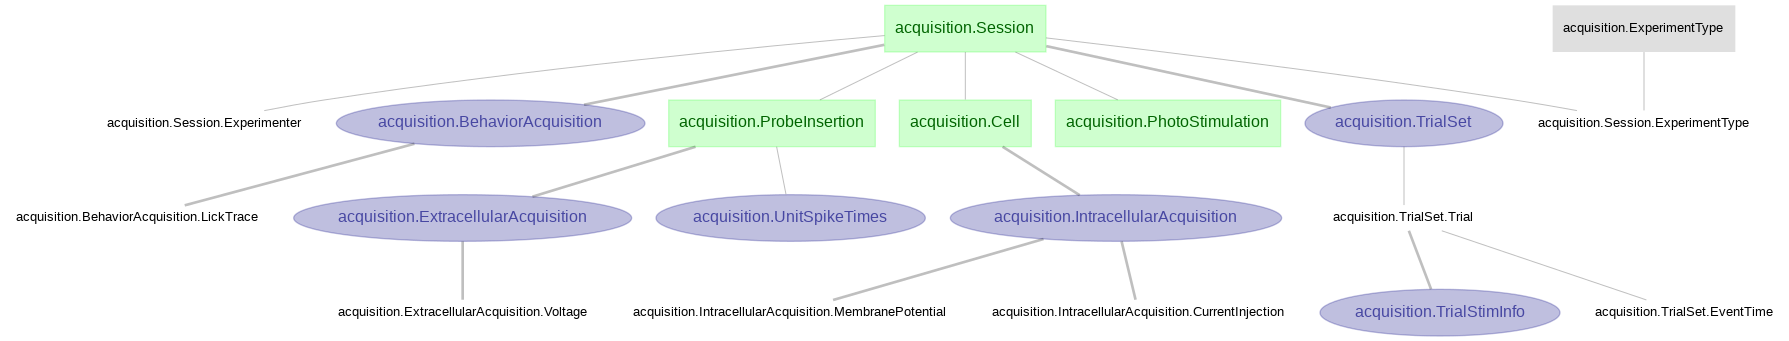 acquisition.Session
acquisition.ExperimentType
acquisition.Session.Experimenter
acquisition.BehaviorAcquisition
acquisition.ProbeInsertion
acquisition.Cell
acquisition.PhotoStimulation
acquisition.TrialSet
acquisition.Session.ExperimentType
acquisition.BehaviorAcquisition.LickTrace
acquisition.ExtracellularAcquisition
acquisition.UnitSpikeTimes
acquisition.IntracellularAcquisition
acquisition.TrialSet.Trial
acquisition.ExtracellularAcquisition.Voltage
acquisition.IntracellularAcquisition.MembranePotential
acquisition.IntracellularAcquisition.CurrentInjection
acquisition.TrialStimInfo
acquisition.TrialSet.EventTime